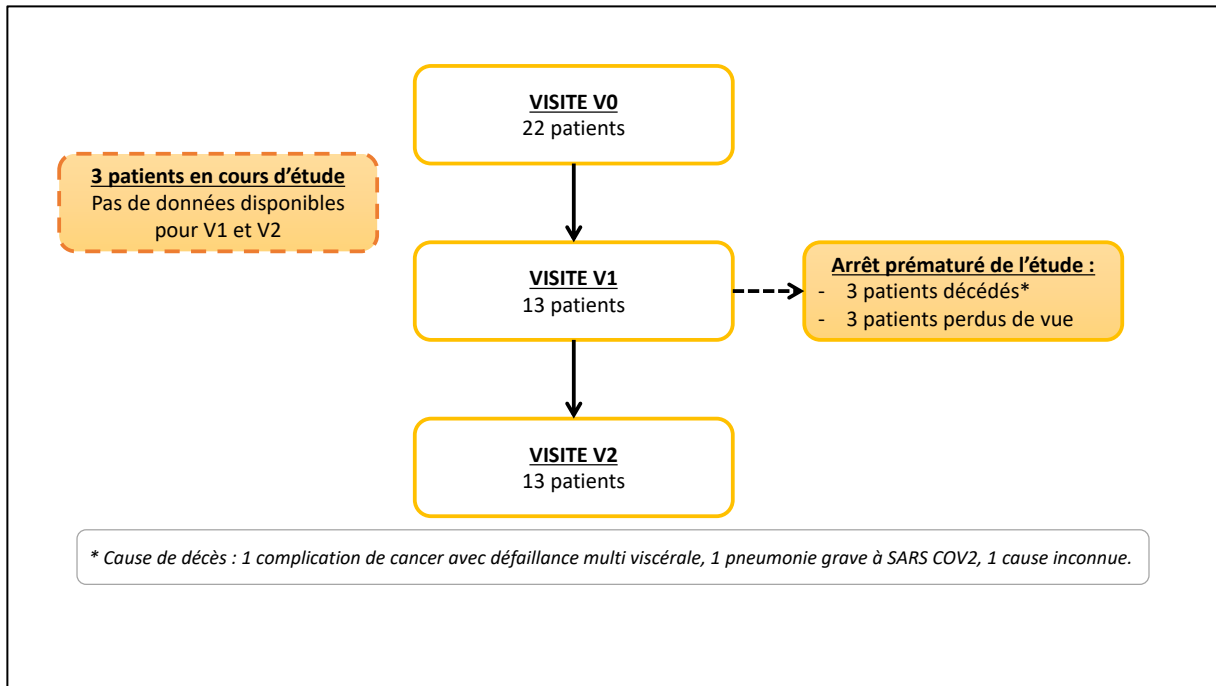 VISITE V0
22 patients
3 patients en cours d’étude
Pas de données disponibles
pour V1 et V2
VISITE V1
13 patients
Arrêt prématuré de l’étude :
- 3 patients décédés*
- 3 patients perdus de vue
VISITE V2
13 patients
* Cause de décès : 1 complication de cancer avec défaillance multi viscérale, 1 pneumonie grave à SARS COV2, 1 cause inconnue.